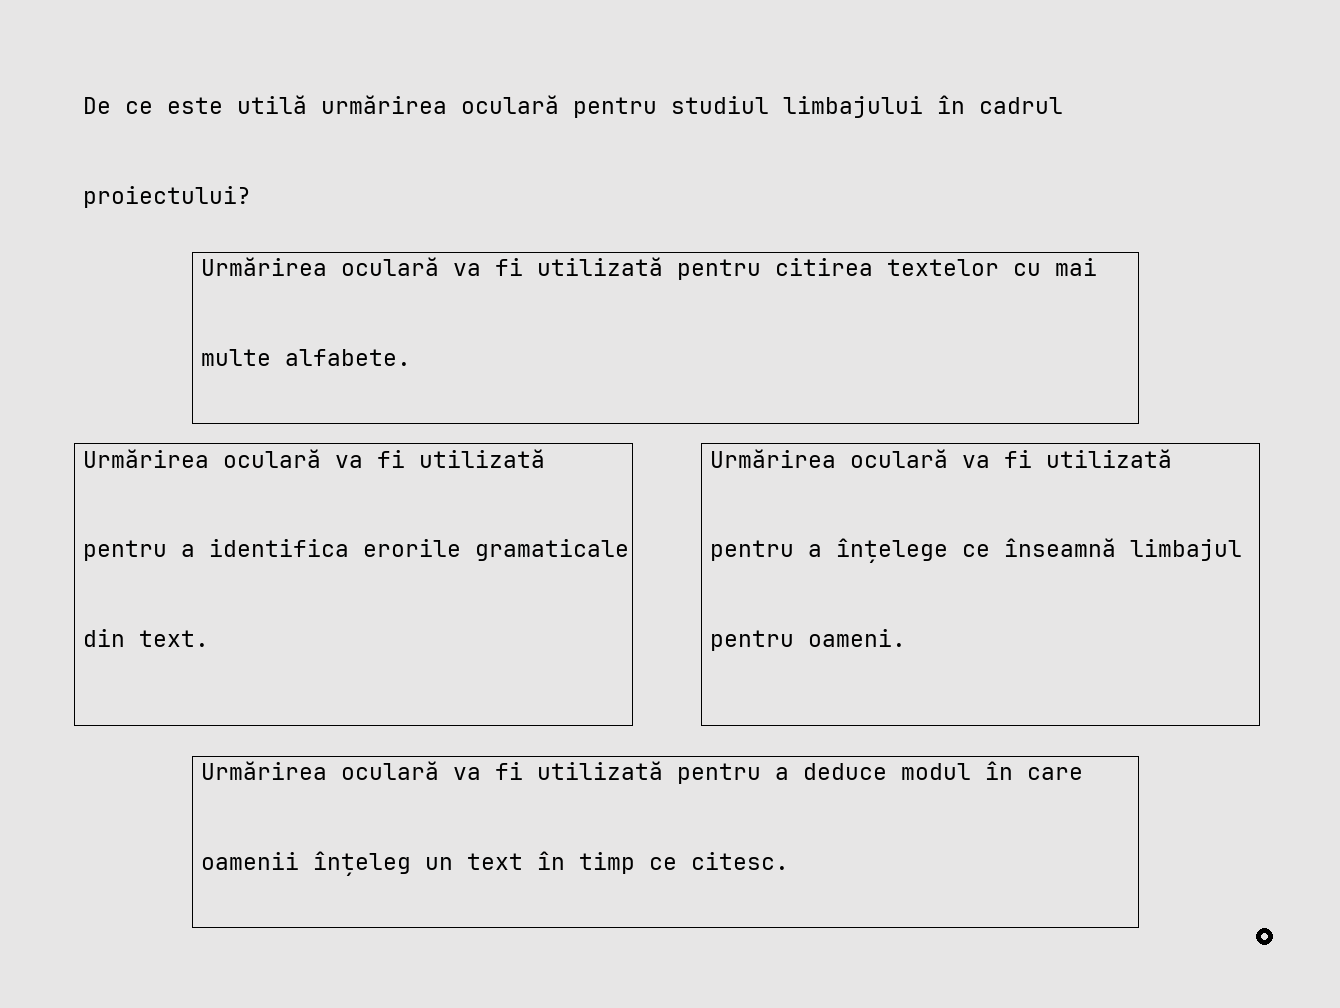 De ce este utilă urmărirea oculară pentru studiul limbajului în cadrul
proiectului?
Urmărirea oculară va fi utilizată pentru citirea textelor cu mai
multe alfabete.
Urmărirea oculară va fi utilizată
pentru a identifica erorile gramaticale
din text.
Urmărirea oculară va fi utilizată
pentru a înțelege ce înseamnă limbajul
pentru oameni.
Urmărirea oculară va fi utilizată pentru a deduce modul în care
oamenii înțeleg un text în timp ce citesc.